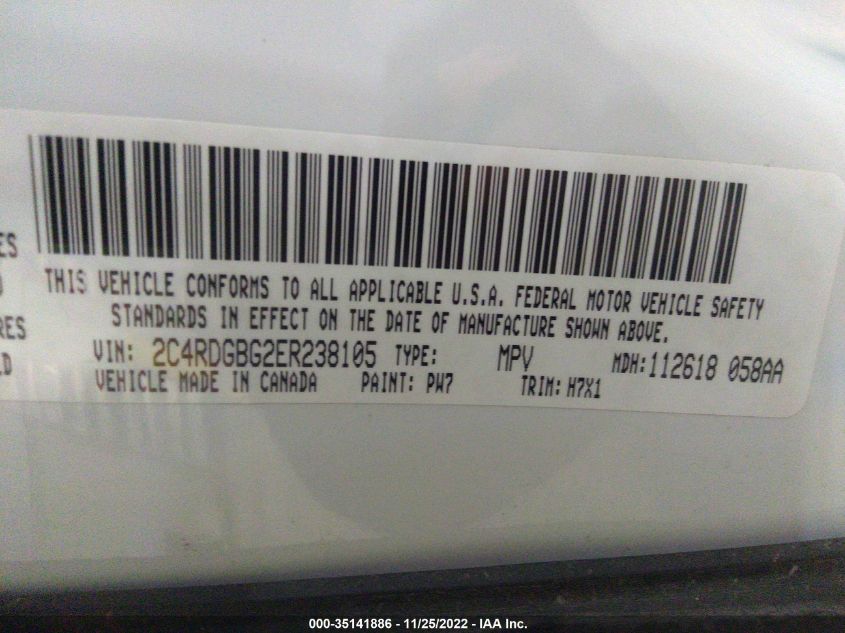 ES
RES
THIS VEHICLE CONFORMS TO ALL APPLICABLE U.S.A. FEDERAL MOTOR VEHICLE SAFETY
STANDARDS IN EFFECT ON THE DATE OF MANUFACTURE SHOWN ABOVE.
VIN: 2C4RDGBG2ER238105 TYPE: MPV MDH:112618 058AA
VEHICLE MADE IN CANADA PAINT: PW7 TRIM: H7X1
000-35141886 - 11/25/2022 - IAA Inc.